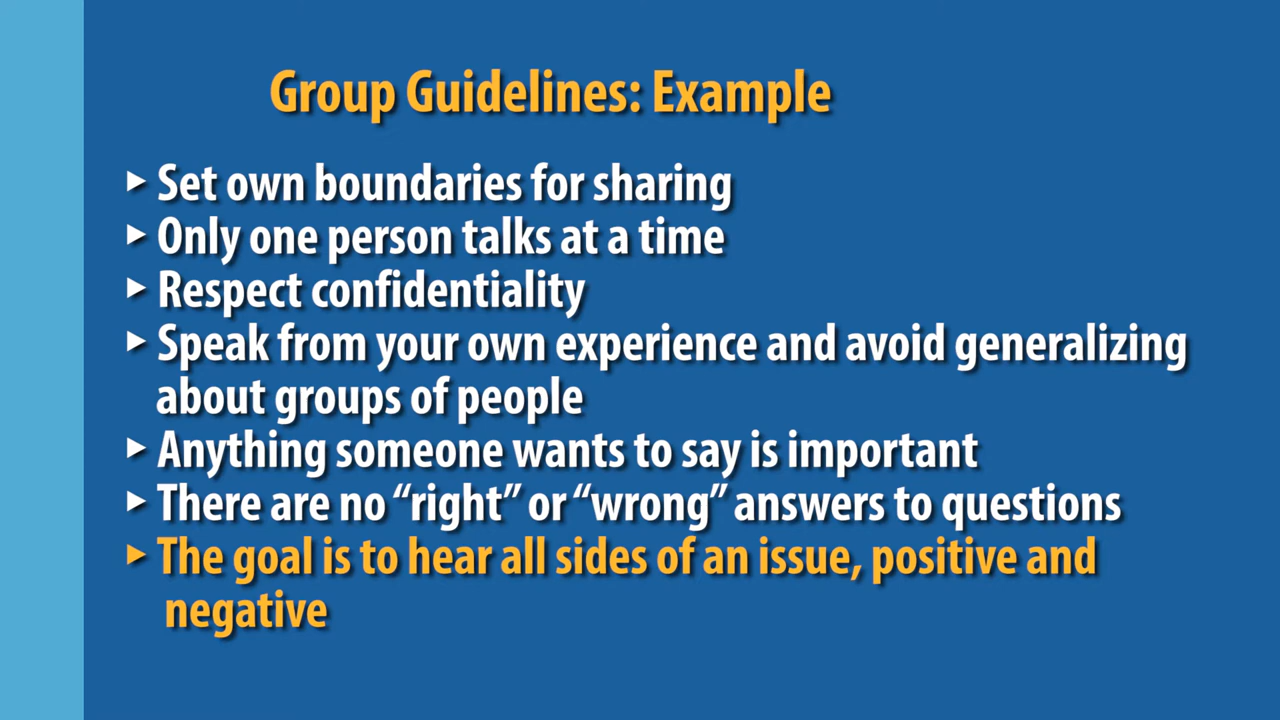 Group Guidelines: Example
▸ Set own boundaries for sharing
▸ Only one person talks at a time
▸ Respect confidentiality
▸ Speak from your own experience and avoid generalizing
about groups of people
▸ Anything someone wants to say is important
▸ There are no “right” or “wrong” answers to questions
▸ The goal is to hear all sides of an issue, positive and
negative